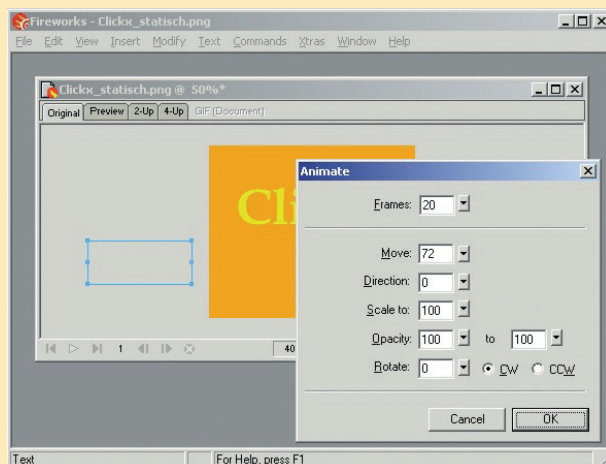 Fireworks - Clickx_statisch.png
File Edit View Insert Modify Text Commands Xtras Window Help
Clickx_statisch.png @ 50%*
Original Preview 2-Up 4-Up GIF (Document)
Cli
Animate
Frames: 20
Move: 72
Direction: 0
Scale to: 100
Opacity: 100 to 100
Rotate: 0 CW CCW
Cancel OK
1
40
Text For Help, press F1